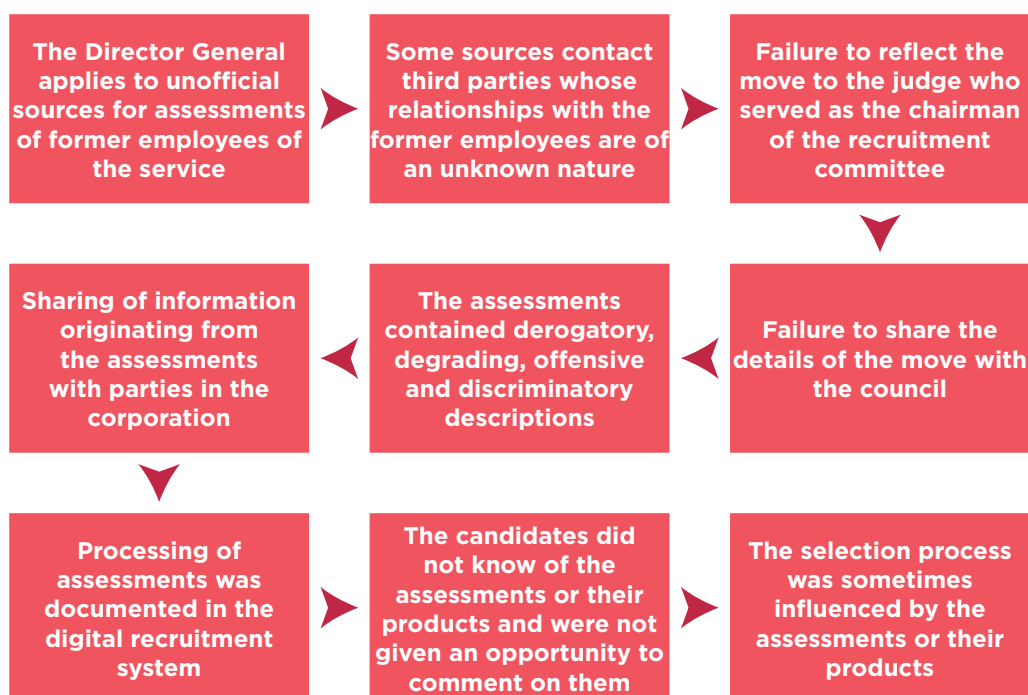 The Director General
applies to unofficial
sources for assessments
of former employees of
the service
Some sources contact
third parties whose
relationships with the
former employees are of
an unknown nature
Failure to reflect the
move to the judge who
served as the chairman
of the recruitment
committee
Failure to share the
details of the move with
the council
The assessments
contained derogatory,
degrading, offensive
and discriminatory
descriptions
Sharing of information
originating from
the assessments
with parties in the
corporation
Processing of
assessments was
documented in the
digital recruitment
system
The candidates did
not know of the
assessments or their
products and were not
given an opportunity to
comment on them
The selection process
was sometimes
influenced by the
assessments or their
products